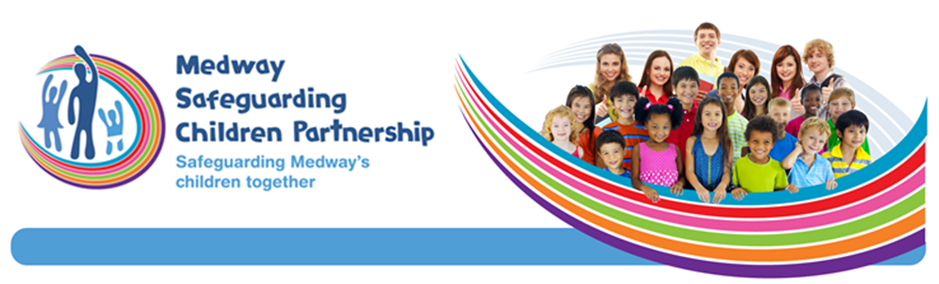 Medway
Safeguarding
Children Partnership
Safeguarding Medway's
children together